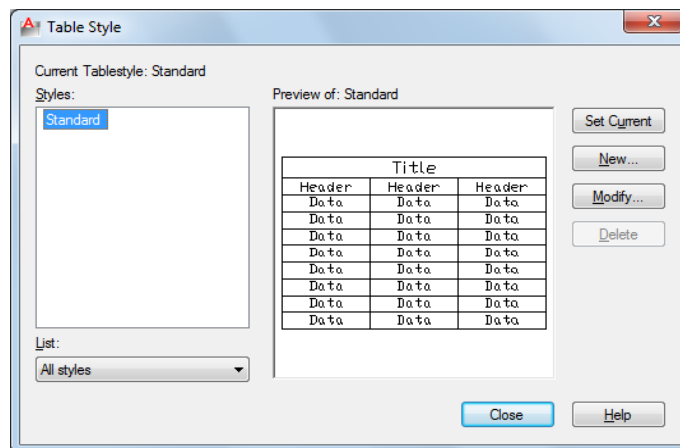 Table Style
Current Tablestyle: Standard
Styles:
Standard
Preview of: Standard
Title
Header Header Header
Data Data Data
Data Data Data
Data Data Data
Data Data Data
Data Data Data
Data Data Data
Data Data Data
Data Data Data
Set Current
New...
Modify...
Delete
List:
All styles
Close
Help